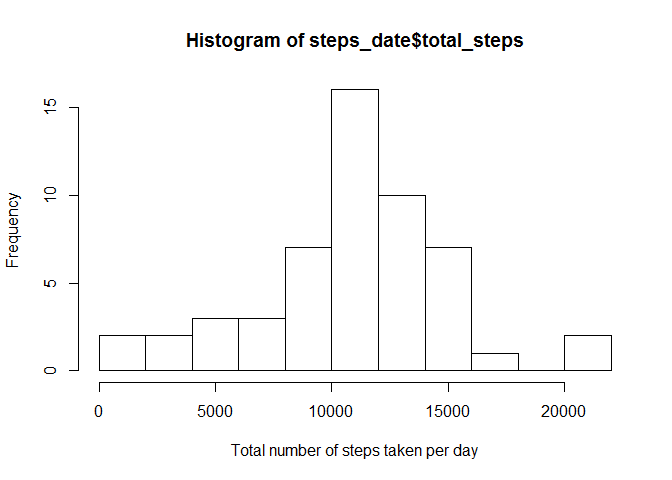 Histogram of steps_date$total_steps
Frequency
15
10
5
0
0 5000 10000 15000 20000
Total number of steps taken per day